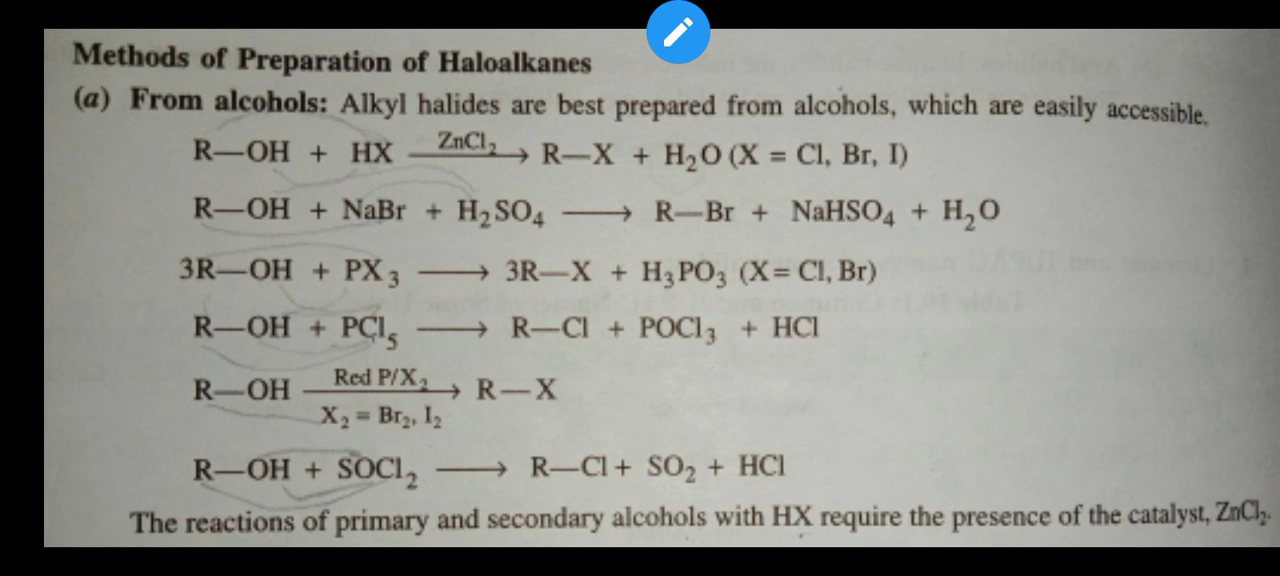 Methods of Preparation of Haloalkanes
(a) From alcohols: Alkyl halides are best prepared from alcohols, which are easily accessible.
R—OH + HX —ZnCl₂→ R—X + H₂O (X = Cl, Br, I)
R—OH + NaBr + H₂SO₄ ⟶ R—Br + NaHSO₄ + H₂O
3R—OH + PX₃ ⟶ 3R—X + H₃PO₃ (X= Cl, Br)
R—OH + PCl₅ ⟶ R—Cl + POCl₃ + HCl
R—OH —Red P/X₂→ R—X
X₂ = Br₂, I₂
R—OH + SOCl₂ ⟶ R—Cl + SO₂ + HCl
The reactions of primary and secondary alcohols with HX require the presence of the catalyst, ZnCl₂.